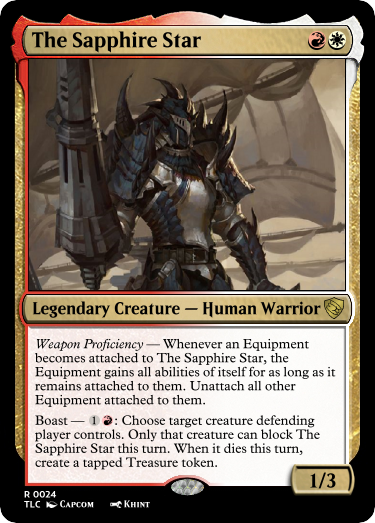 The Sapphire Star
Legendary Creature — Human Warrior
Weapon Proficiency — Whenever an Equipment
becomes attached to The Sapphire Star, the
Equipment gains all abilities of itself for as long as it
remains attached to them. Unattach all other
Equipment attached to them.
Boast — 1 : Choose target creature defending
player controls. Only that creature can block The
Sapphire Star this turn. When it dies this turn,
create a tapped Treasure token.
1/3
R 0024
TLC Capcom Khint